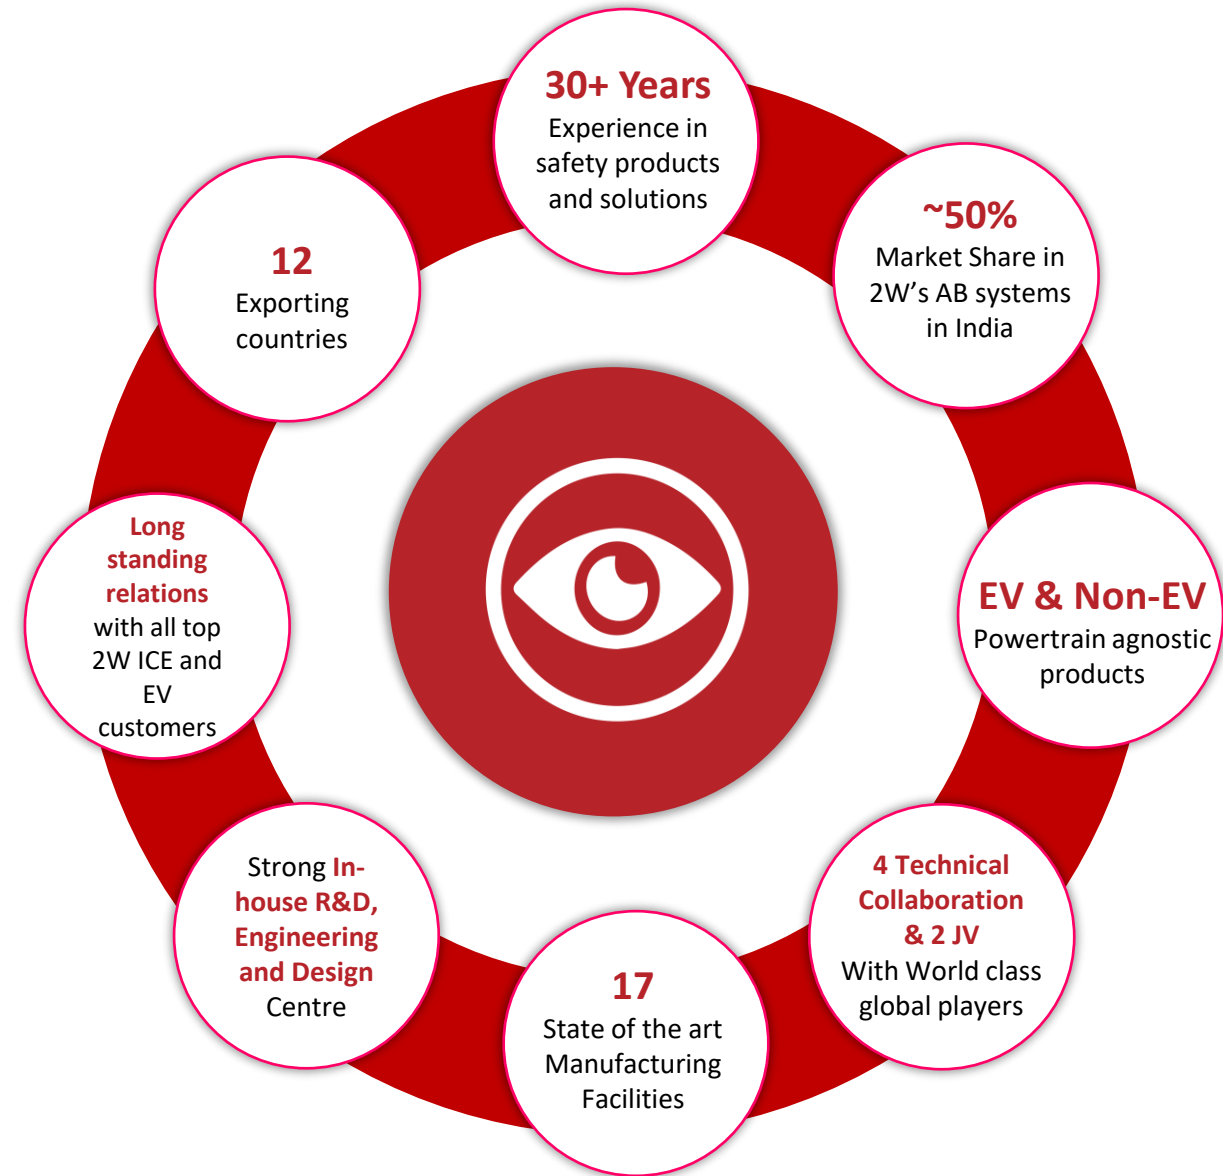 30+ Years
Experience in
safety products
and solutions
~50%
Market Share in
2W’s AB systems
in India
EV & Non-EV
Powertrain agnostic
products
4 Technical
Collaboration
& 2 JV
With World class
global players
17
State of the art
Manufacturing
Facilities
Strong In-
house R&D,
Engineering
and Design
Centre
Long
standing
relations
with all top
2W ICE and
EV
customers
12
Exporting
countries